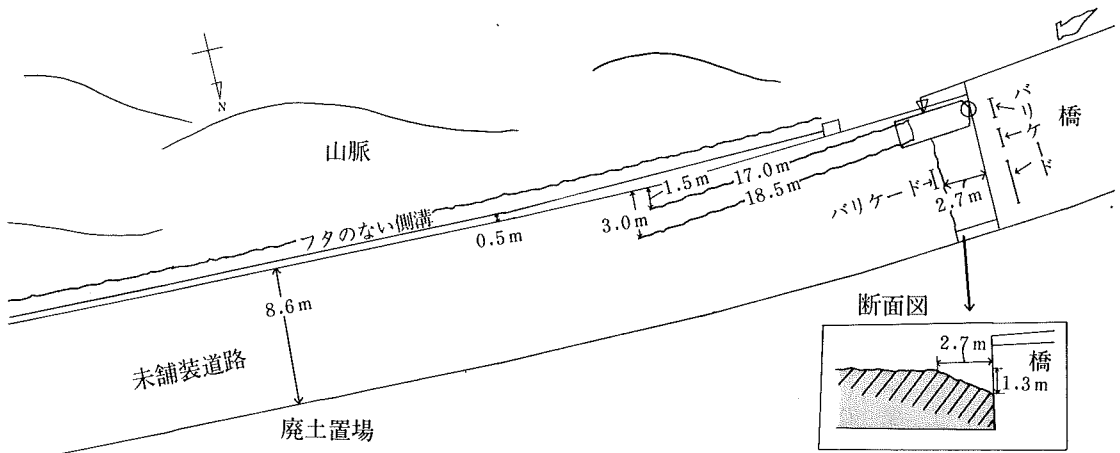 N
山脈
フタのない側溝
0.5m
1.5m
3.0m
17.0m
18.5m
バリケード
2.7m
バリケード
橋
8.6m
未舗装道路
廃土置場
断面図
2.7m
橋
1.3m